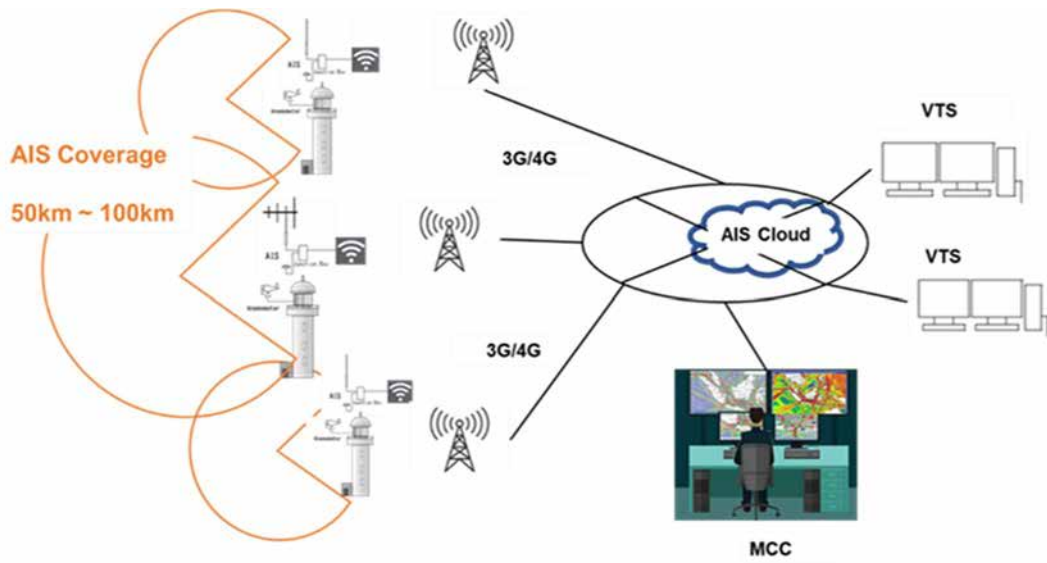 AIS
VTS
AIS Coverage
3G/4G
50km ~ 100km
AIS
AIS Cloud
VTS
3G/4G
AIS
MCC